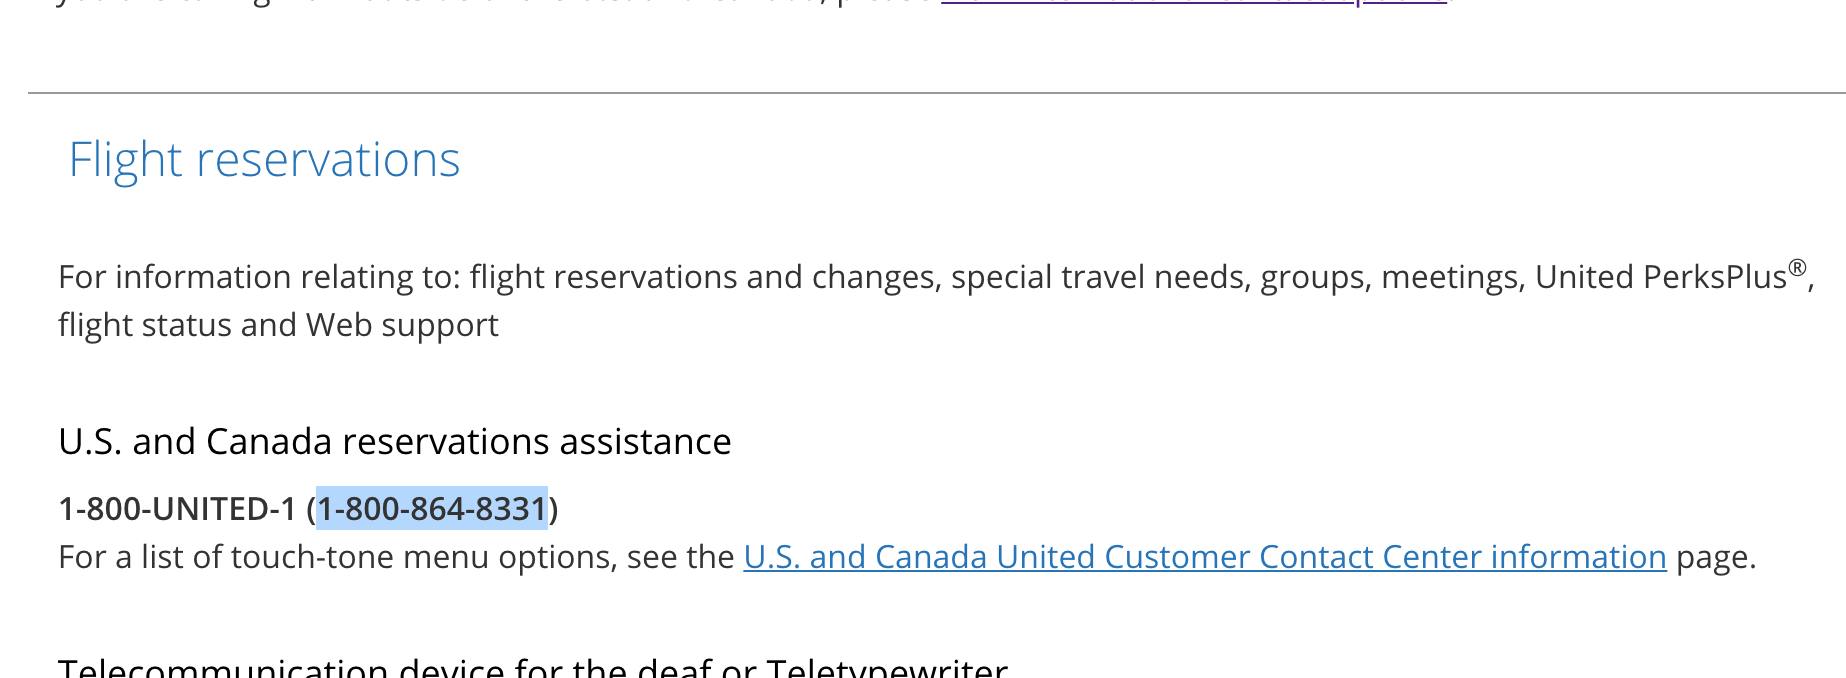 Flight reservations
For information relating to: flight reservations and changes, special travel needs, groups, meetings, United PerksPlus®,
flight status and Web support
U.S. and Canada reservations assistance
1-800-UNITED-1 (1-800-864-8331)
For a list of touch-tone menu options, see the U.S. and Canada United Customer Contact Center information page.
Telecommunication device for the deaf or Teletypewriter